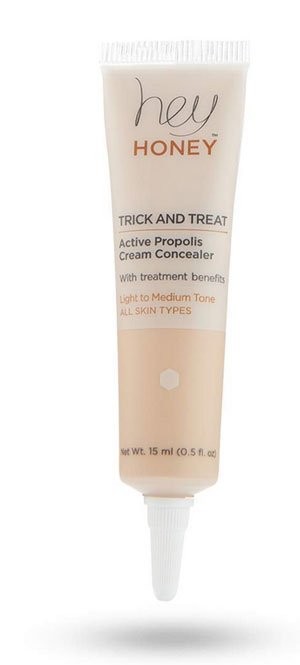 hey
HONEY™
TRICK AND TREAT
Active Propolis
Cream Concealer
With treatment benefits
Light to Medium Tone
ALL SKIN TYPES
Net Wt. 15 ml (0.5 fl. oz)